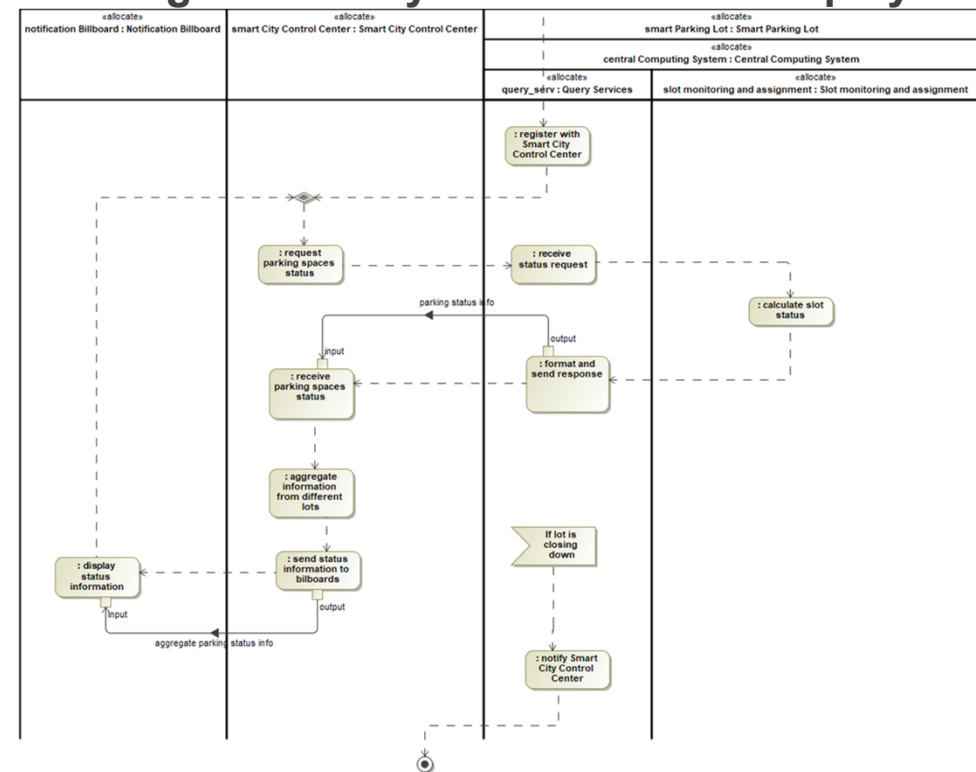 «allocate»
notification Billboard : Notification Billboard
«allocate»
smart City Control Center : Smart City Control Center
«allocate»
smart Parking Lot : Smart Parking Lot
«allocate»
central Computing System : Central Computing System
«allocate»
query_serv : Query Services
«allocate»
slot monitoring and assignment : Slot monitoring and assignment
: register with
Smart City
Control Center
: request
parking spaces
status
: receive
status request
: calculate slot
status
parking status info
output
input
: format and
send response
: receive
parking spaces
status
: aggregate
information
from different
lots
If lot is
closing
down
: send status
information to
bilboards
: display
status
information
output
input
aggregate parking status info
: notify Smart
City Control
Center